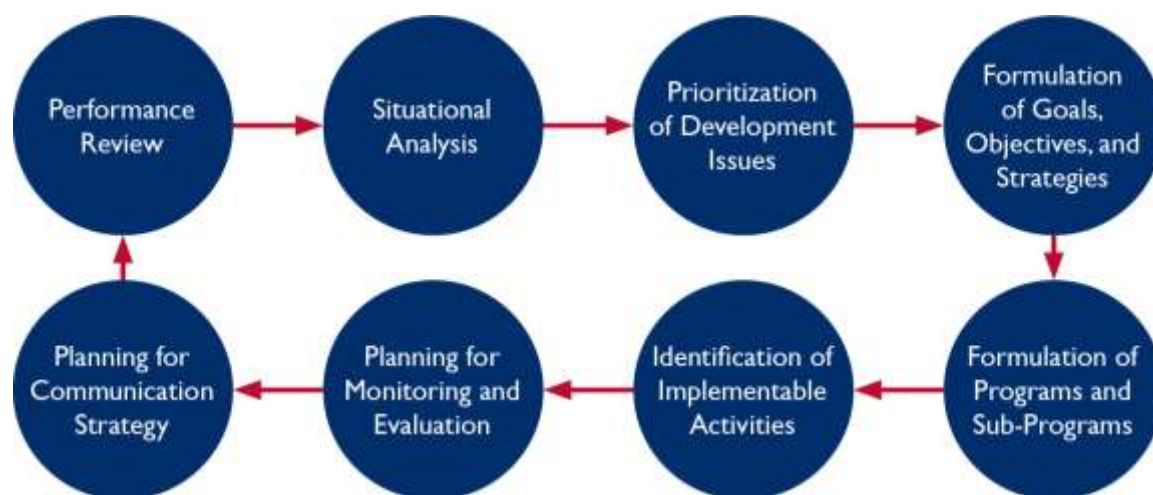 Performance
Review
Situational
Analysis
Prioritization
of Development
Issues
Formulation
of Goals,
Objectives, and
Strategies
Formulation of
Programs and
Sub-Programs
Identification of
Implementable
Activities
Planning for
Monitoring and
Evaluation
Planning for
Communication
Strategy